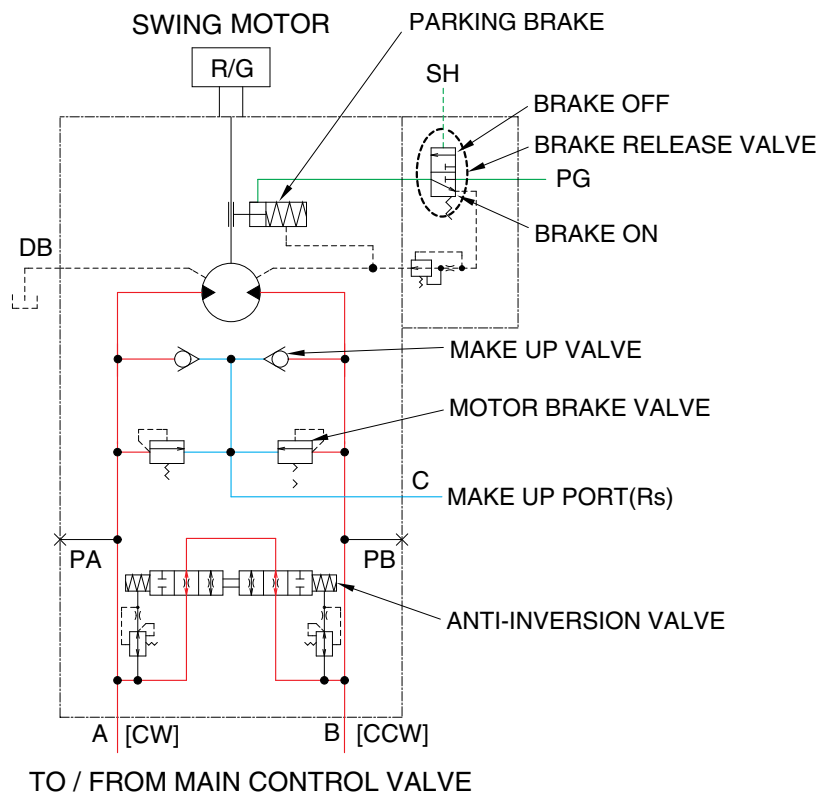 SWING MOTOR
PARKING BRAKE
R/G
SH
BRAKE OFF
BRAKE RELEASE VALVE
PG
BRAKE ON
DB
MAKE UP VALVE
MOTOR BRAKE VALVE
C
MAKE UP PORT(Rs)
PA
PB
ANTI-INVERSION VALVE
A [CW]
B [CCW]
TO / FROM MAIN CONTROL VALVE